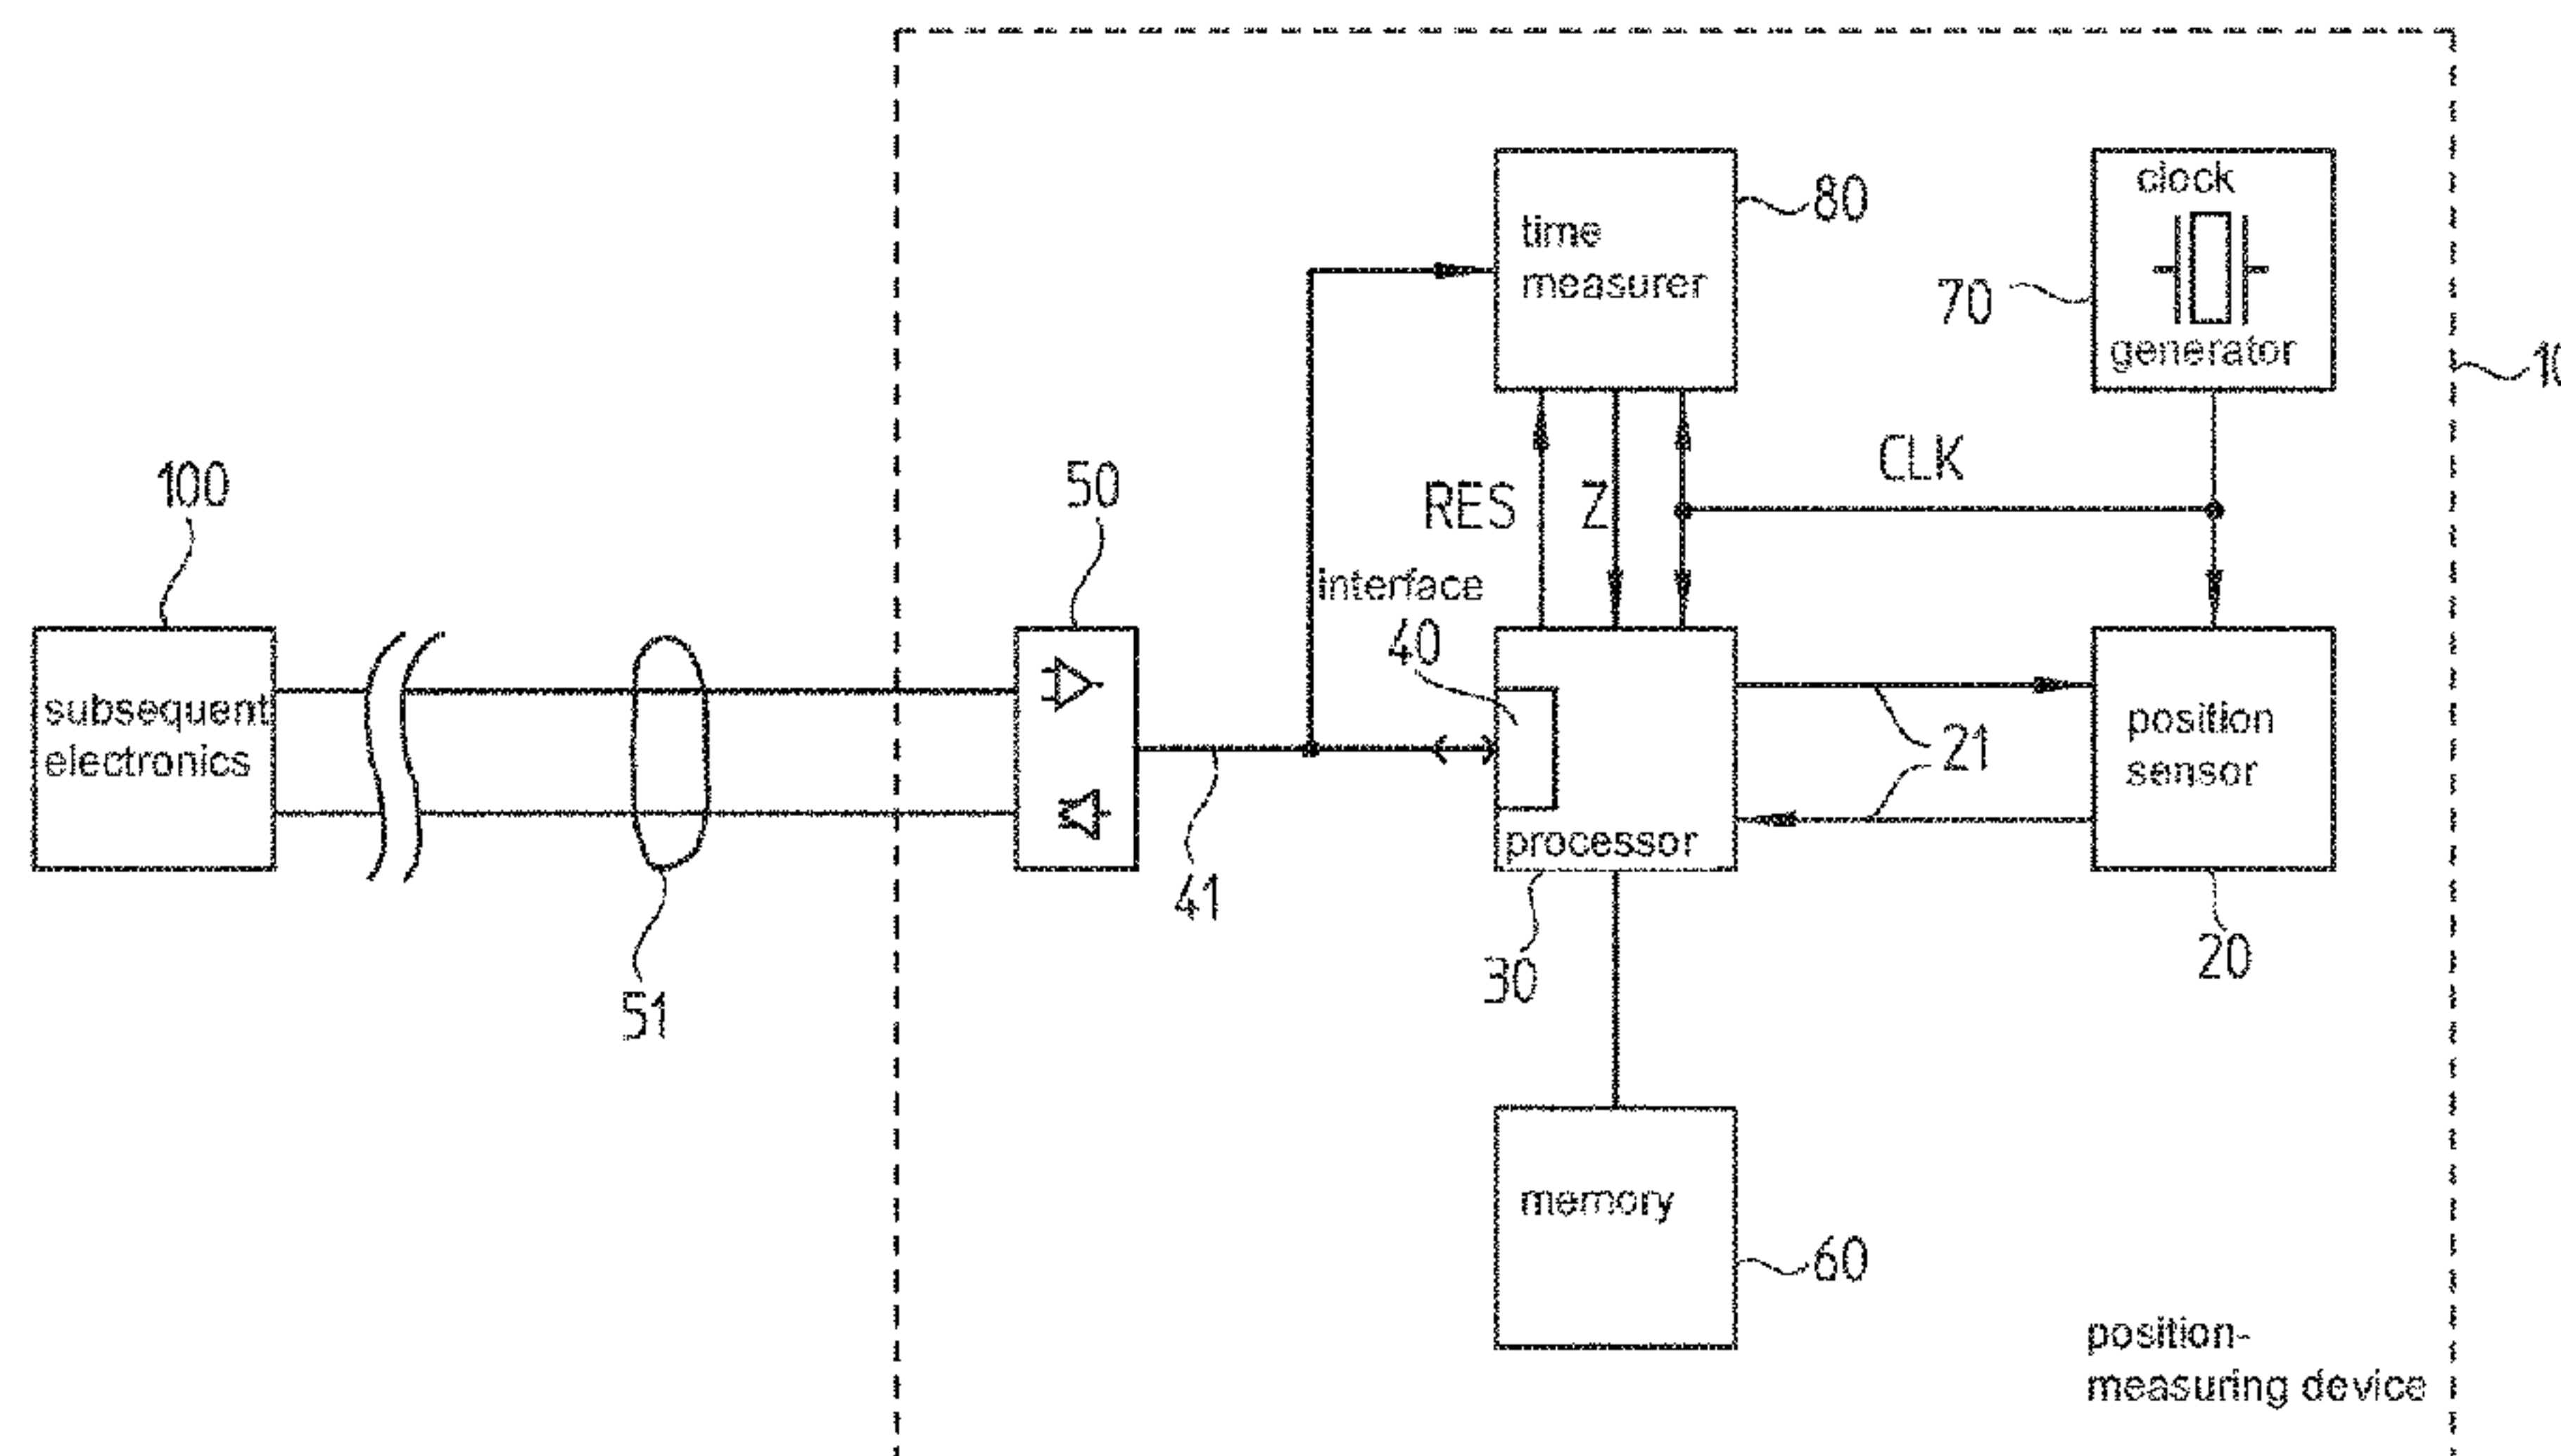 time
measurer
80
clock
generator
70
10
CLK
RES
Z
100
50
interface
40
subsequent
electronics
processor
21
position
sensor
41
51
30
20
memory
60
position-
measuring device